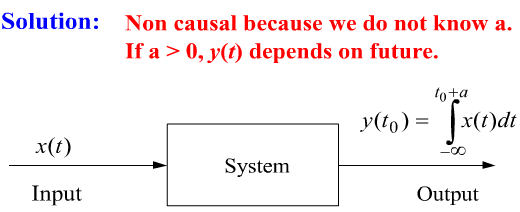 Solution: Non causal because we do not know a.
If a > 0, y(t) depends on future.
y(t₀) = ∫₋∞^(t₀+a) x(t)dt
x(t)
System
Input
Output